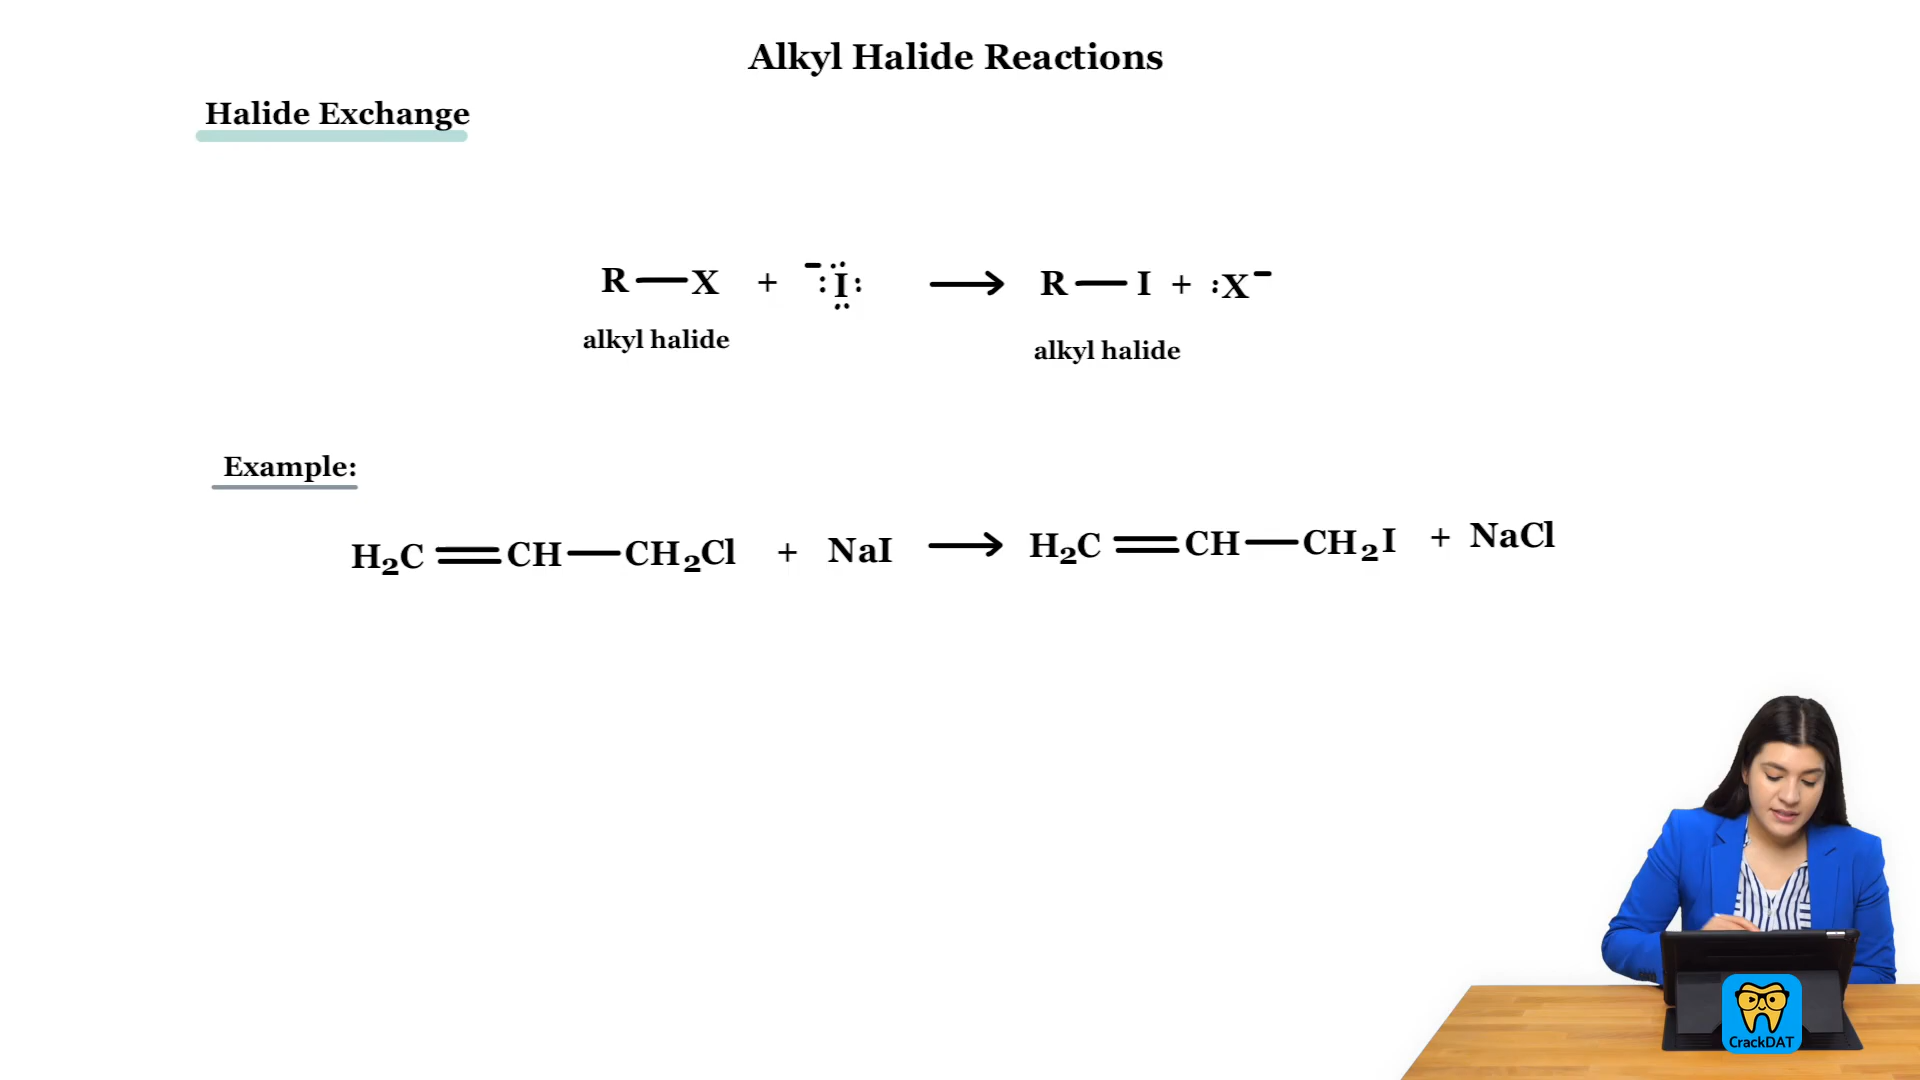 Alkyl Halide Reactions
Halide Exchange
R — X + ⁻:Ï: ⟶ R — I + :X⁻
alkyl halide alkyl halide
Example:
H₂C ═ CH — CH₂Cl + NaI ⟶ H₂C ═ CH — CH₂I + NaCl
CrackDAT